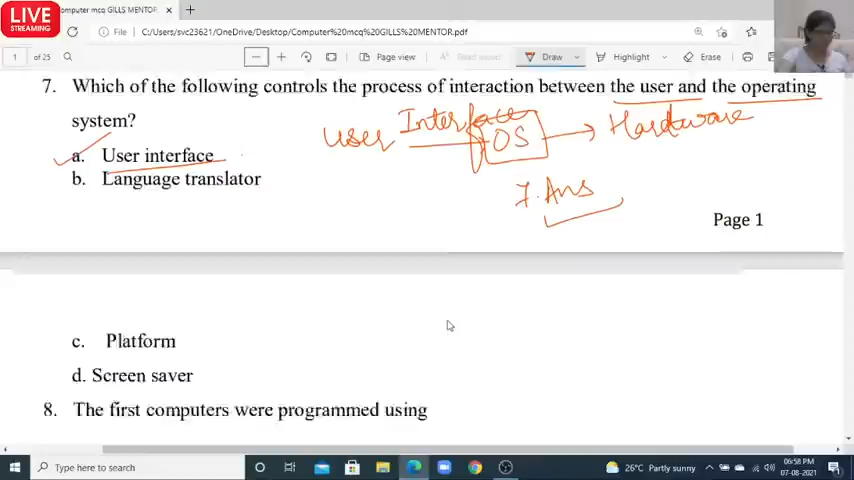 LIVE
STREAMING
omputer mcq GILLS MENTOR.
File
C:/Users/svc23621/OneDrive/Desktop/Computer%20mcq%20GILLS%20MENTOR.pdf
1 of 25
Page view
Read aloud
Draw
Highlight
Erase
7. Which of the following controls the process of interaction between the user and the operating
system?
User Interface OS Hardware
a. User interface
b. Language translator
7. Ans
Page 1
c. Platform
d. Screen saver
8. The first computers were programmed using
Type here to search
26°C Partly sunny
06:58 PM
07-08-2021